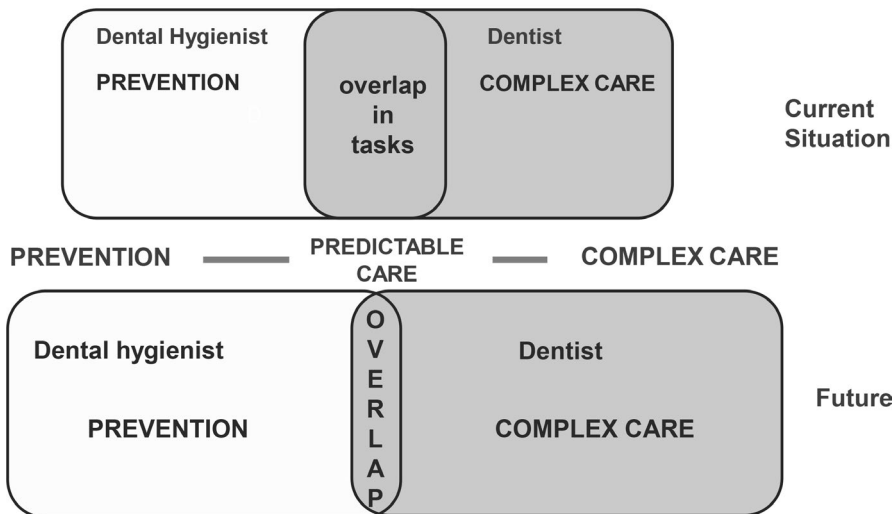 Dental Hygienist
PREVENTION
overlap
in
tasks
Dentist
COMPLEX CARE
Current
Situation
PREVENTION
PREDICTABLE
CARE
COMPLEX CARE
Dental hygienist
PREVENTION
OVERLAP
Dentist
COMPLEX CARE
Future